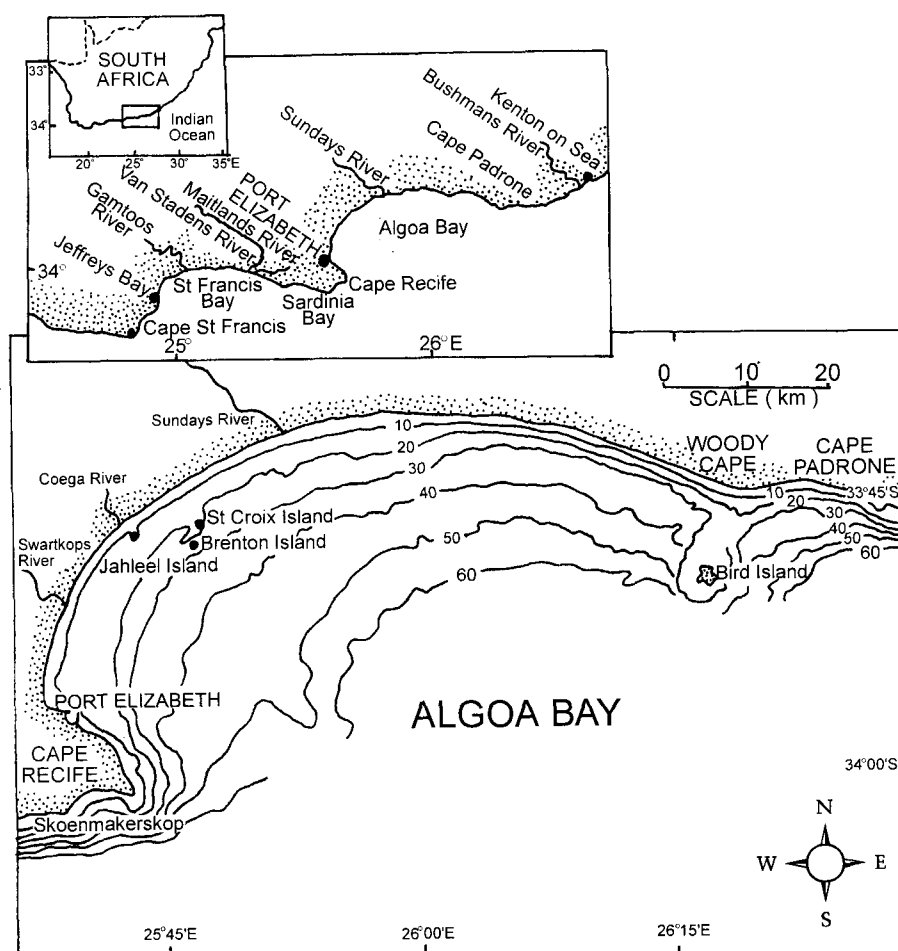 SOUTH
AFRICA
33°
34°
Indian
Ocean
20°
25°
30°
35°E
Kenton on Sea
Bushmans River
Cape Padrone
Sundays River
PORT
ELIZABETH
Maitlands River
Van Stadens River
Gamtoos
River
Jeffreys Bay
Algoa Bay
34°
St Francis
Bay
Sardinia
Bay
Cape Recife
Cape St Francis
25°
26°E
0 10 20
SCALE ( km )
Sundays River
Coega River
Swartkops
River
10
20
30
40
50
60
WOODY
CAPE
CAPE
PADRONE
33°45'S
10
20
30
40
50
60
St Croix Island
Brenton Island
Jahleel Island
Bird Island
PORT ELIZABETH
ALGOA BAY
CAPE
RECIFE
34°00'S
Skoenmakerskop
N
W E
S
25°45'E
26°00'E
26°15'E